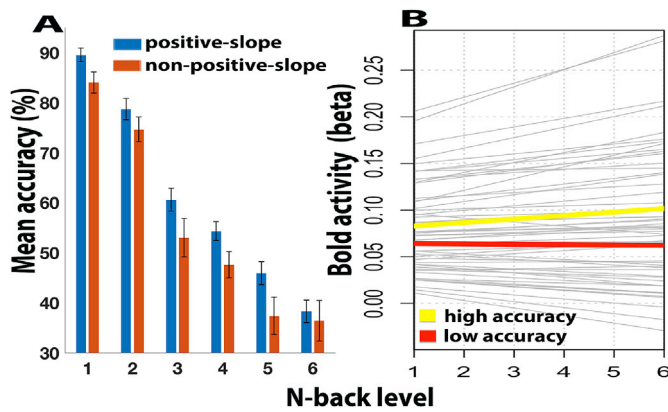 A
positive-slope
non-positive-slope
Mean accuracy (%)
90
80
70
60
50
40
30
1 2 3 4 5 6
B
Bold activity (beta)
0.25
0.20
0.15
0.10
0.05
0.00
high accuracy
low accuracy
1 2 3 4 5 6
N-back level